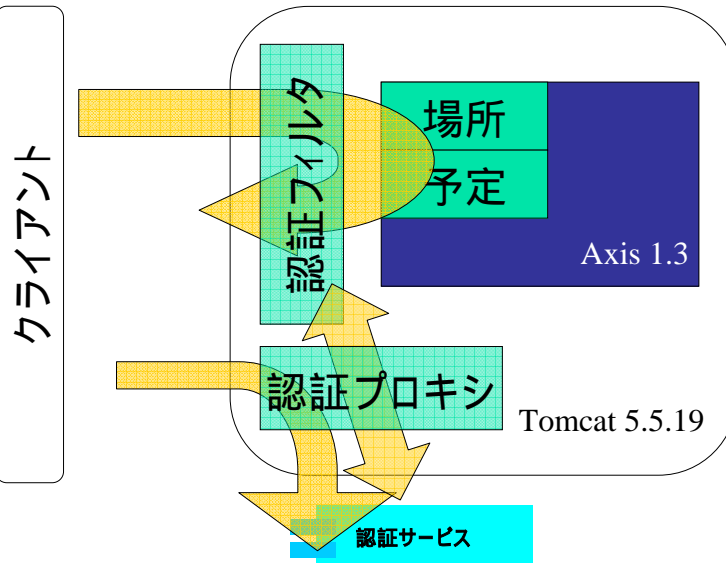 クライアント
認証フィルタ
場所
予定
Axis 1.3
認証プロキシ
Tomcat 5.5.19
認証サービス